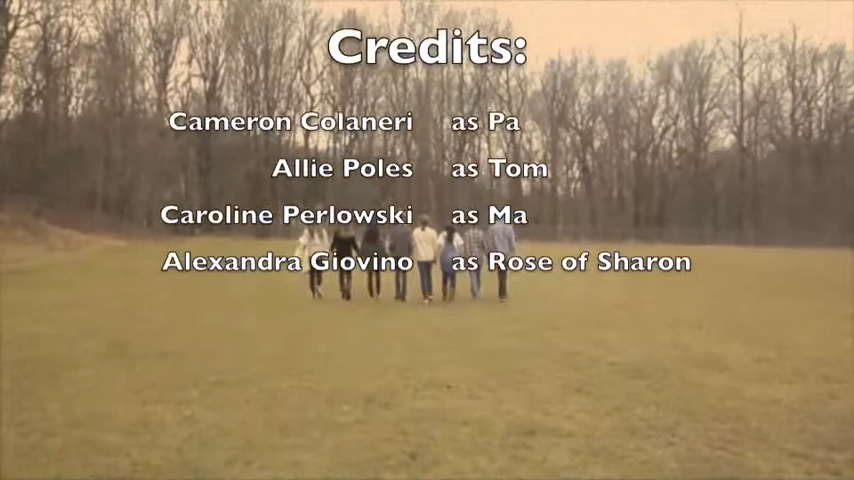 Credits:
Cameron Colaneri as Pa
Allie Poles as Tom
Caroline Perlowski as Ma
Alexandra Giovino as Rose of Sharon